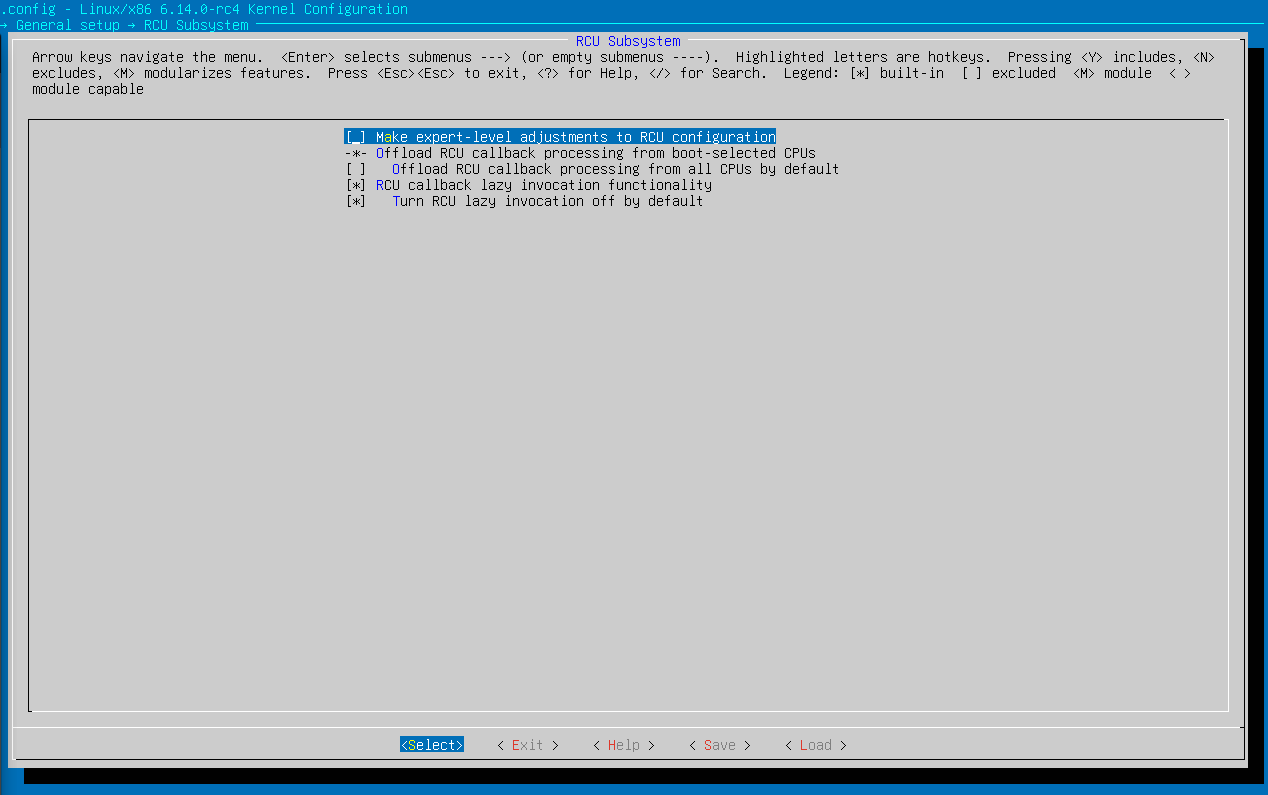 .config - Linux/x86 6.14.0-rc4 Kernel Configuration
→ General setup → RCU Subsystem
RCU Subsystem
Arrow keys navigate the menu.  <Enter> selects submenus ---> (or empty submenus ----).  Highlighted letters are hotkeys.  Pressing <Y> includes, <N>
excludes, <M> modularizes features.  Press <Esc><Esc> to exit, <?> for Help, </> for Search.  Legend: [*] built-in  [ ] excluded  <M> module  < >
module capable
[ ] Make expert-level adjustments to RCU configuration
-*- Offload RCU callback processing from boot-selected CPUs
[ ]   Offload RCU callback processing from all CPUs by default
[*] RCU callback lazy invocation functionality
[*]   Turn RCU lazy invocation off by default
<Select>    < Exit >    < Help >    < Save >    < Load >